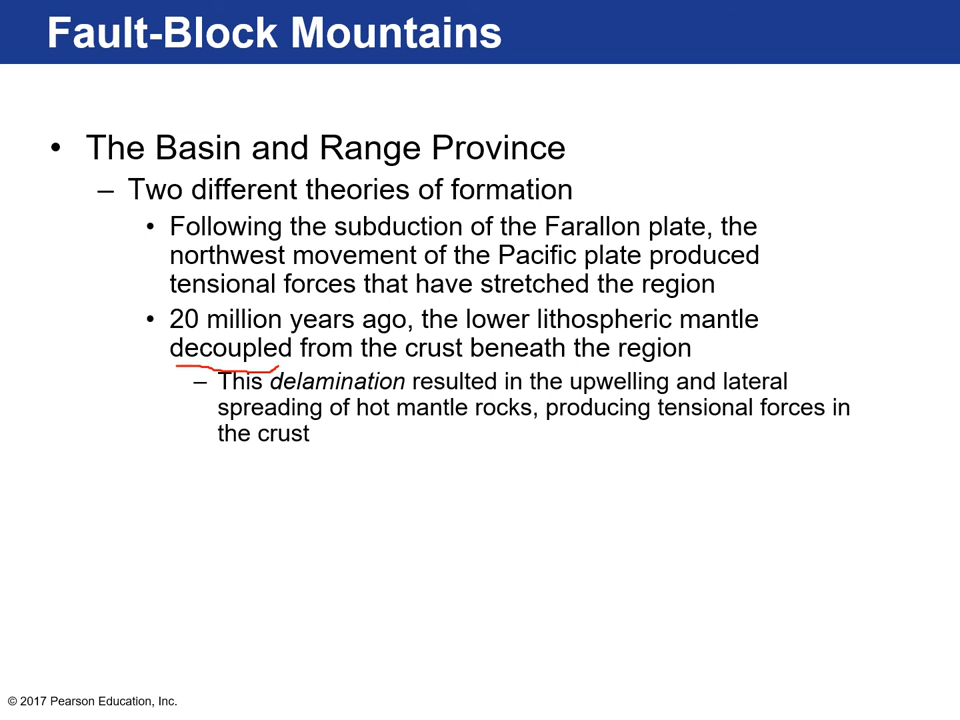 Fault-Block Mountains
• The Basin and Range Province
– Two different theories of formation
• Following the subduction of the Farallon plate, the
northwest movement of the Pacific plate produced
tensional forces that have stretched the region
• 20 million years ago, the lower lithospheric mantle
decoupled from the crust beneath the region
– This delamination resulted in the upwelling and lateral
spreading of hot mantle rocks, producing tensional forces in
the crust
© 2017 Pearson Education, Inc.